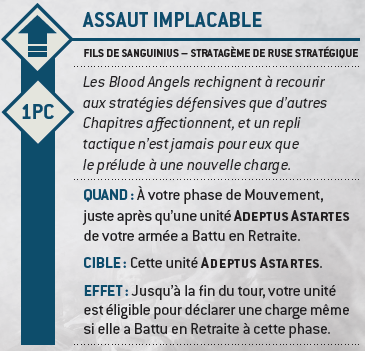 ASSAUT IMPLACABLE
FILS DE SANGUINIUS – STRATAGÈME DE RUSE STRATÉGIQUE
Les Blood Angels rechignent à recourir
aux stratégies défensives que d'autres
Chapitres affectionnent, et un repli
tactique n'est jamais pour eux que
le prélude à une nouvelle charge.
1PC
QUAND : À votre phase de Mouvement,
juste après qu'une unité ADEPTUS ASTARTES
de votre armée a Battu en Retraite.
CIBLE : Cette unité ADEPTUS ASTARTES.
EFFET : Jusqu'à la fin du tour, votre unité
est éligible pour déclarer une charge même
si elle a Battu en Retraite à cette phase.